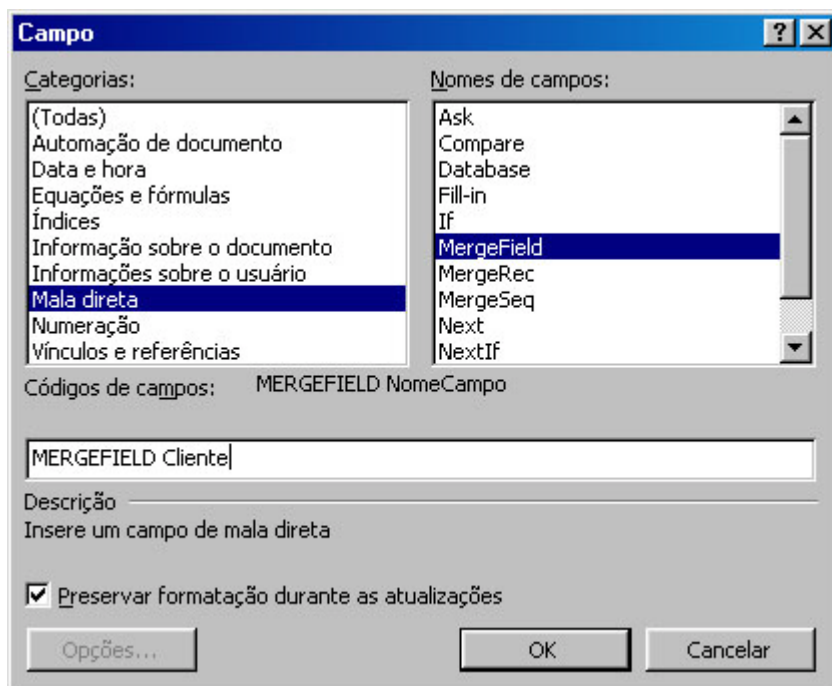 Campo
Categorias:
Nomes de campos:
(Todas)
Automação de documento
Data e hora
Equações e fórmulas
Índices
Informação sobre o documento
Informações sobre o usuário
Mala direta
Numeração
Vínculos e referências
Ask
Compare
Database
Fill-in
If
MergeField
MergeRec
MergeSeq
Next
NextIf
Códigos de campos: MERGEFIELD NomeCampo
MERGEFIELD Cliente
Descrição
Insere um campo de mala direta
Preservar formatação durante as atualizações
Opções... OK Cancelar